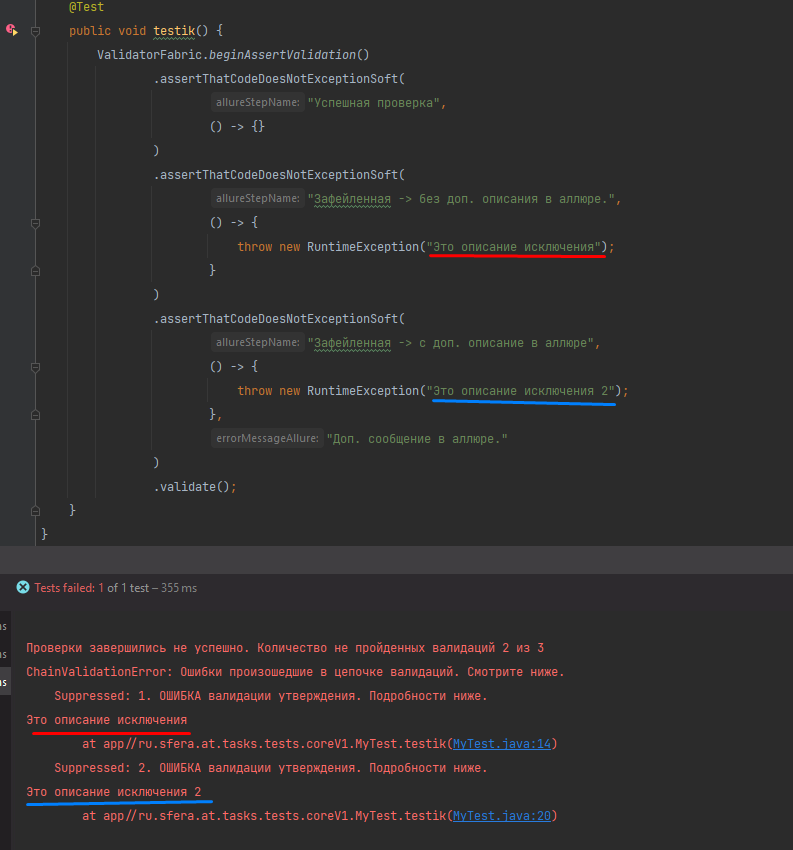 @Test
public void testik() {
ValidatorFabric.beginAssertValidation()
.assertThatCodeDoesNotExceptionSoft(
allureStepName: "Успешная проверка",
() -> {}
)
.assertThatCodeDoesNotExceptionSoft(
allureStepName: "Зафейленная -> без доп. описания в аллюре.",
() -> {
throw new RuntimeException("Это описание исключения");
}
)
.assertThatCodeDoesNotExceptionSoft(
allureStepName: "Зафейленная -> с доп. описание в аллюре",
() -> {
throw new RuntimeException("Это описание исключения 2");
},
errorMessageAllure: "Доп. сообщение в аллюре."
)
.validate();
}
}
Tests failed: 1 of 1 test – 355 ms
Проверки завершились не успешно. Количество не пройденных валидаций 2 из 3
ChainValidationError: Ошибки произошедшие в цепочке валидаций. Смотрите ниже.
Suppressed: 1. ОШИБКА валидации утверждения. Подробности ниже.
Это описание исключения
at app//ru.sfera.at.tasks.tests.coreV1.MyTest.testik(MyTest.java:14)
Suppressed: 2. ОШИБКА валидации утверждения. Подробности ниже.
Это описание исключения 2
at app//ru.sfera.at.tasks.tests.coreV1.MyTest.testik(MyTest.java:20)